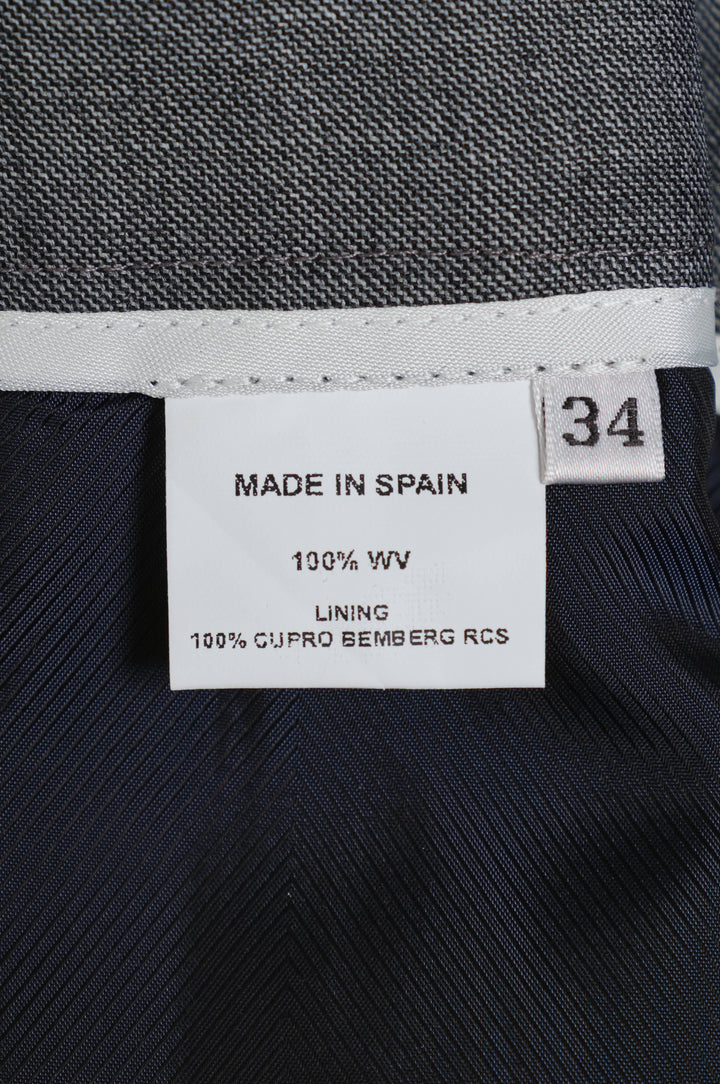 34
MADE IN SPAIN
100% WV
LINING
100% CUPRO BEMBERG RCS